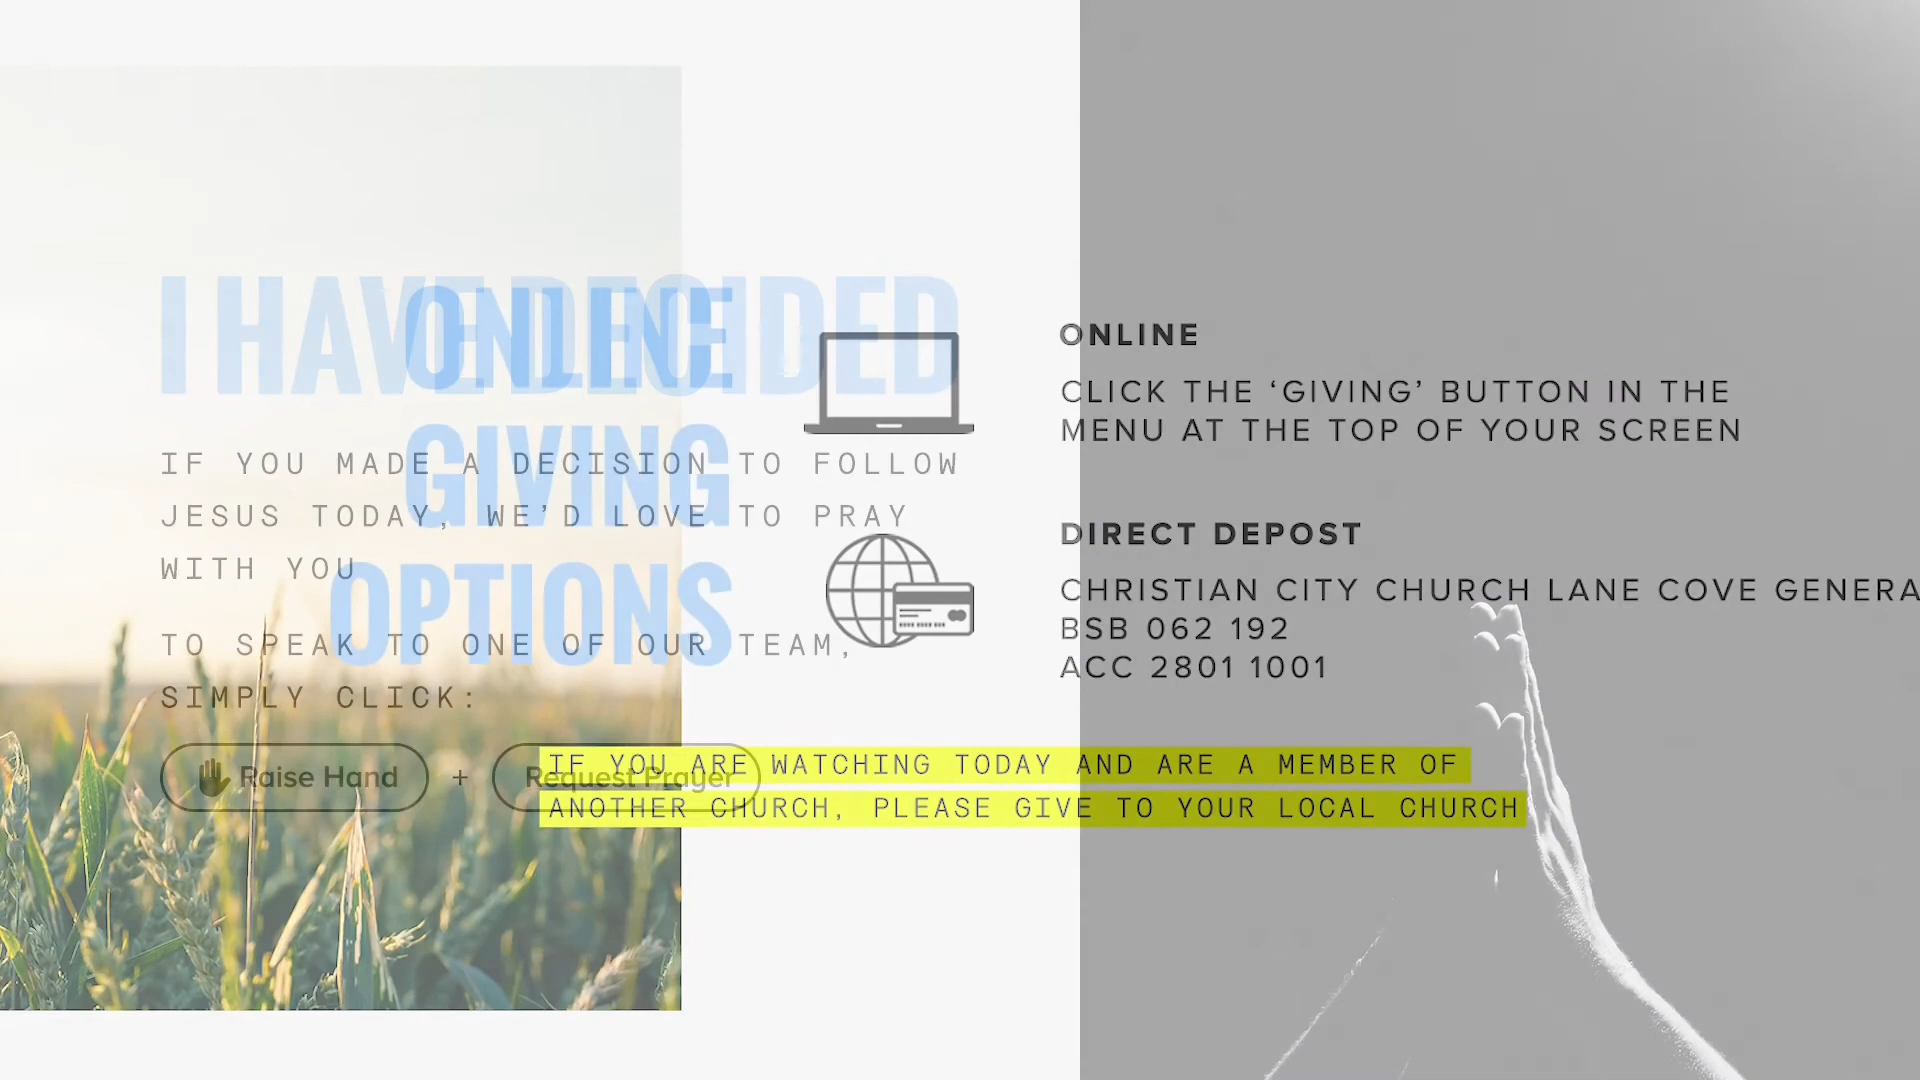 I HAVE DECIDED
IF YOU MADE A DECISION TO FOLLOW
JESUS TODAY, WE'D LOVE TO PRAY
WITH YOU
TO SPEAK TO ONE OF OUR TEAM,
SIMPLY CLICK:
Raise Hand + Request Prayer
ONLINE
GIVING
OPTIONS
ONLINE
CLICK THE ‘GIVING’ BUTTON IN THE
MENU AT THE TOP OF YOUR SCREEN
DIRECT DEPOST
CHRISTIAN CITY CHURCH LANE COVE GENERA
BSB 062 192
ACC 2801 1001
IF YOU ARE WATCHING TODAY AND ARE A MEMBER OF
ANOTHER CHURCH, PLEASE GIVE TO YOUR LOCAL CHURCH